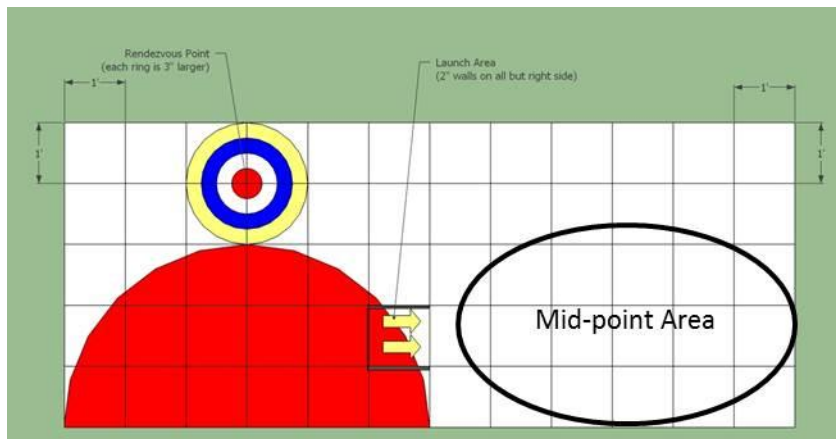 Rendezvous Point
(each ring is 3" larger)
Launch Area
(2" walls on all but right side)
1'
1'
1'
1'
Mid-point Area